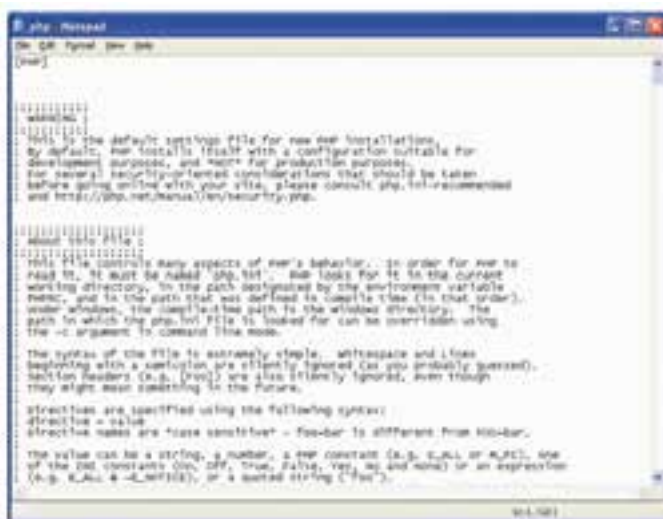 php - Notepad
File Edit Format View Help
[PHP]
;;;;;;;;;;;
; WARNING ;
;;;;;;;;;;;
; This is the default settings file for new PHP installations.
; By default, PHP installs itself with a configuration suitable for
; development purposes, and *NOT* for production purposes.
; For several security-oriented considerations that should be taken
; before going online with your site, please consult php.ini-recommended
; and http://php.net/manual/en/security.php.
;;;;;;;;;;;;;;;;;;;
; About this file ;
;;;;;;;;;;;;;;;;;;;
; This file controls many aspects of PHP's behavior. In order for PHP to
; read it, it must be named 'php.ini'. PHP looks for it in the current
; working directory, in the path designated by the environment variable
; PHPRC, and in the path that was defined in compile time (in that order).
; Under Windows, the compile-time path is the Windows directory. The
; path in which the php.ini file is looked for can be overridden using
; the -c argument in command line mode.
;
; The syntax of the file is extremely simple. Whitespace and Lines
; beginning with a semicolon are silently ignored (as you probably guessed).
; Section headers (e.g. [Foo]) are also silently ignored, even though
; they might mean something in the future.
;
; Directives are specified using the following syntax:
; directive = value
; Directive names are *case sensitive* - foo=bar is different from FOO=bar.
;
; The value can be a string, a number, a PHP constant (e.g. E_ALL or M_PI), one
; of the INI constants (On, Off, True, False, Yes, No and None) or an expression
; (e.g. E_ALL & ~E_NOTICE), or a quoted string ("foo").